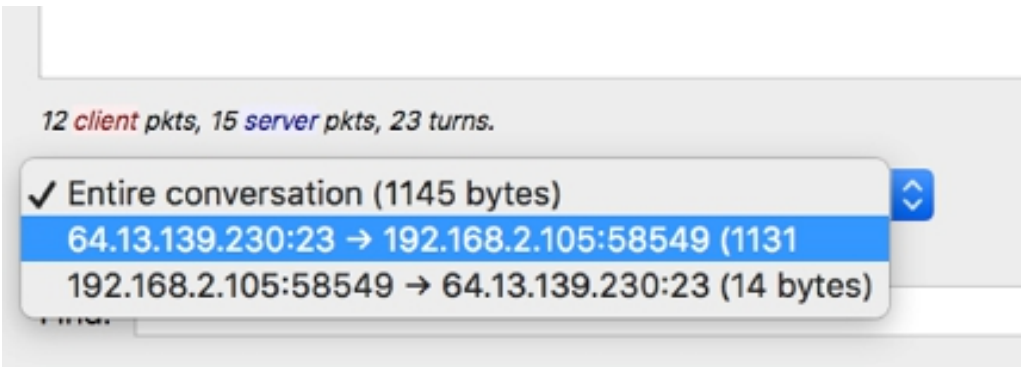 12 client pkts, 15 server pkts, 23 turns.
✓ Entire conversation (1145 bytes)
64.13.139.230:23 → 192.168.2.105:58549 (1131
192.168.2.105:58549 → 64.13.139.230:23 (14 bytes)